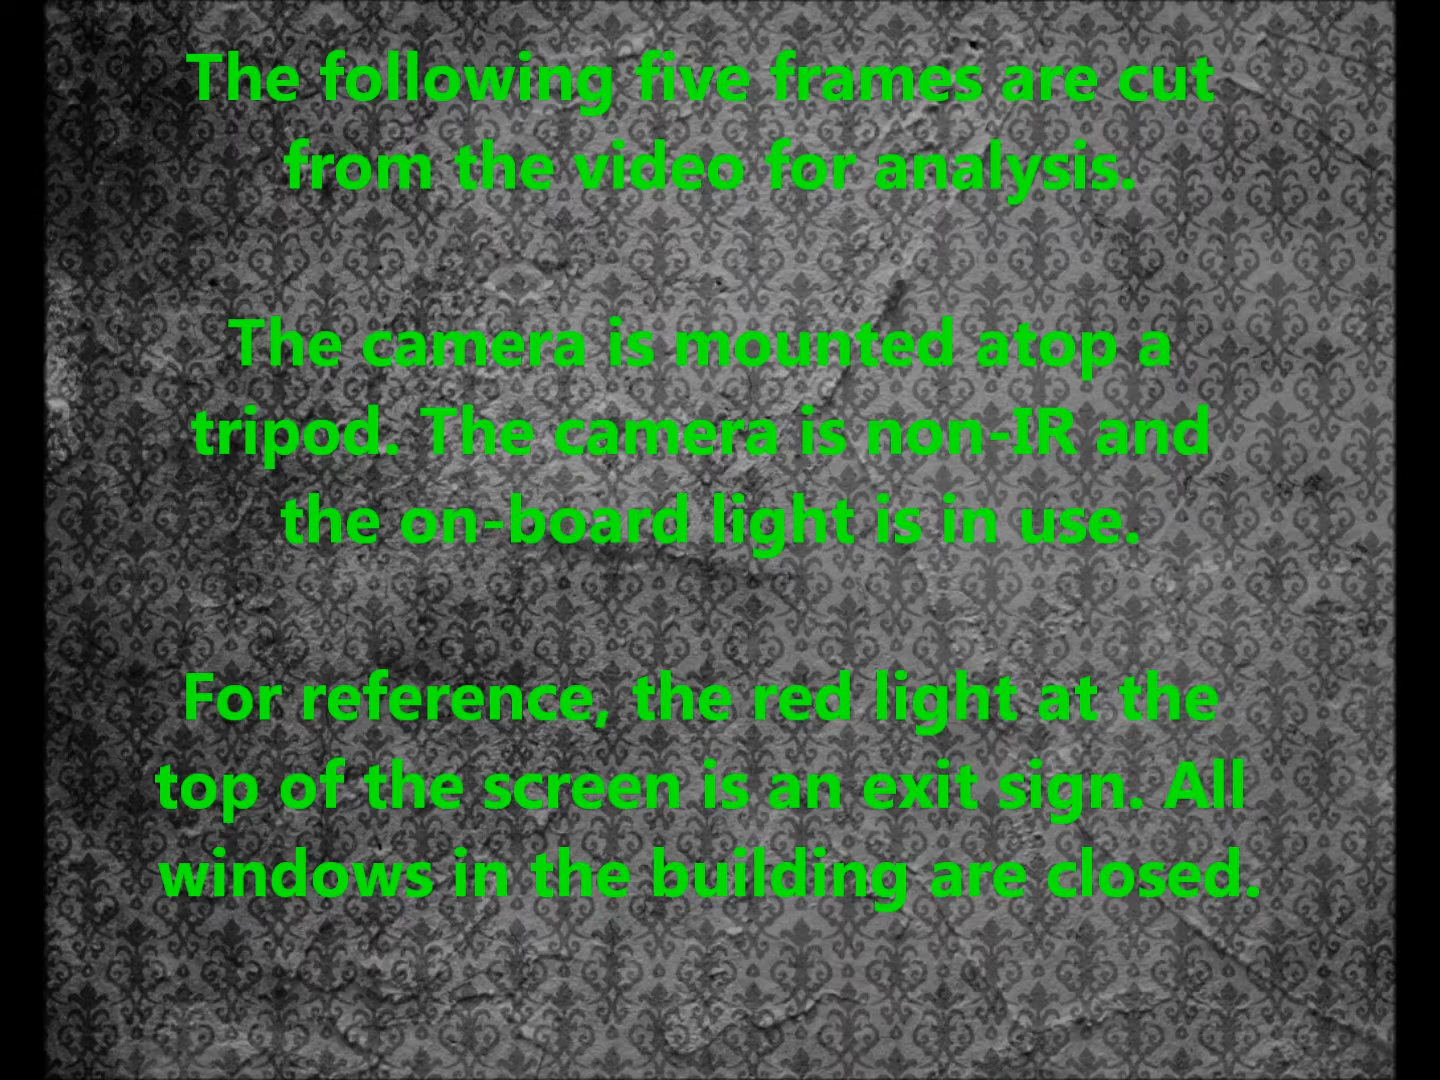 The following five frames are cut
from the video for analysis.
The camera is mounted atop a
tripod. The camera is non-IR and
the on-board light is in use.
For reference, the red light at the
top of the screen is an exit sign. All
windows in the building are closed.